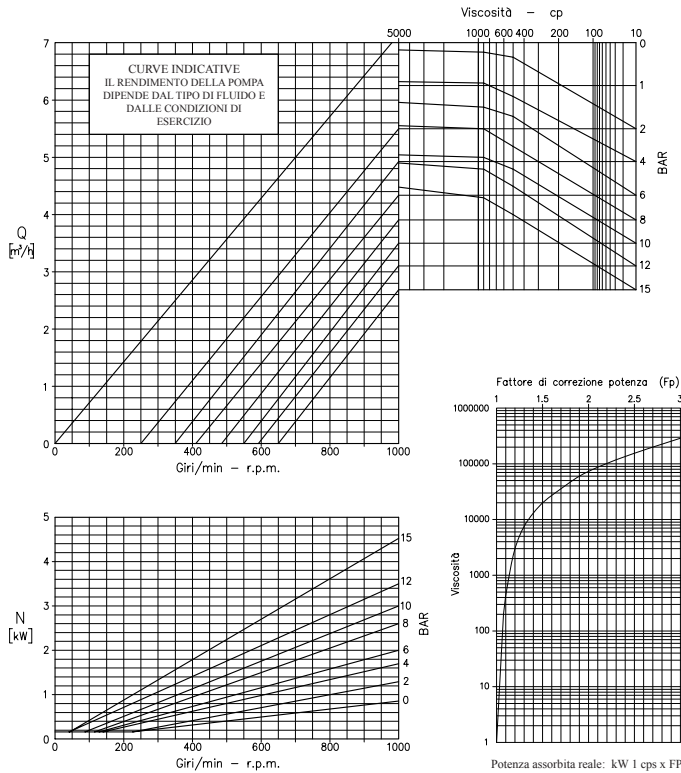 Viscosità – cp
5000 1000 600 400 200 100 10
7
6
5
4
3
2
1
0
Q
[m³/h]
CURVE INDICATIVE
IL RENDIMENTO DELLA POMPA
DIPENDE DAL TIPO DI FLUIDO E
DALLE CONDIZIONI DI
ESERCIZIO
0
1
2
4
6
8
10
12
15
BAR
0 200 400 600 800 1000
Giri/min – r.p.m.
5
4
3
2
1
0
N
[kW]
15
12
10
8
6
4
2
0
BAR
0 200 400 600 800 1000
Giri/min – r.p.m.
Fattore di correzione potenza (Fp)
1 1.5 2 2.5 3
1000000
100000
10000
1000
100
10
1
Viscosità
Potenza assorbita reale: kW 1 cps x FP